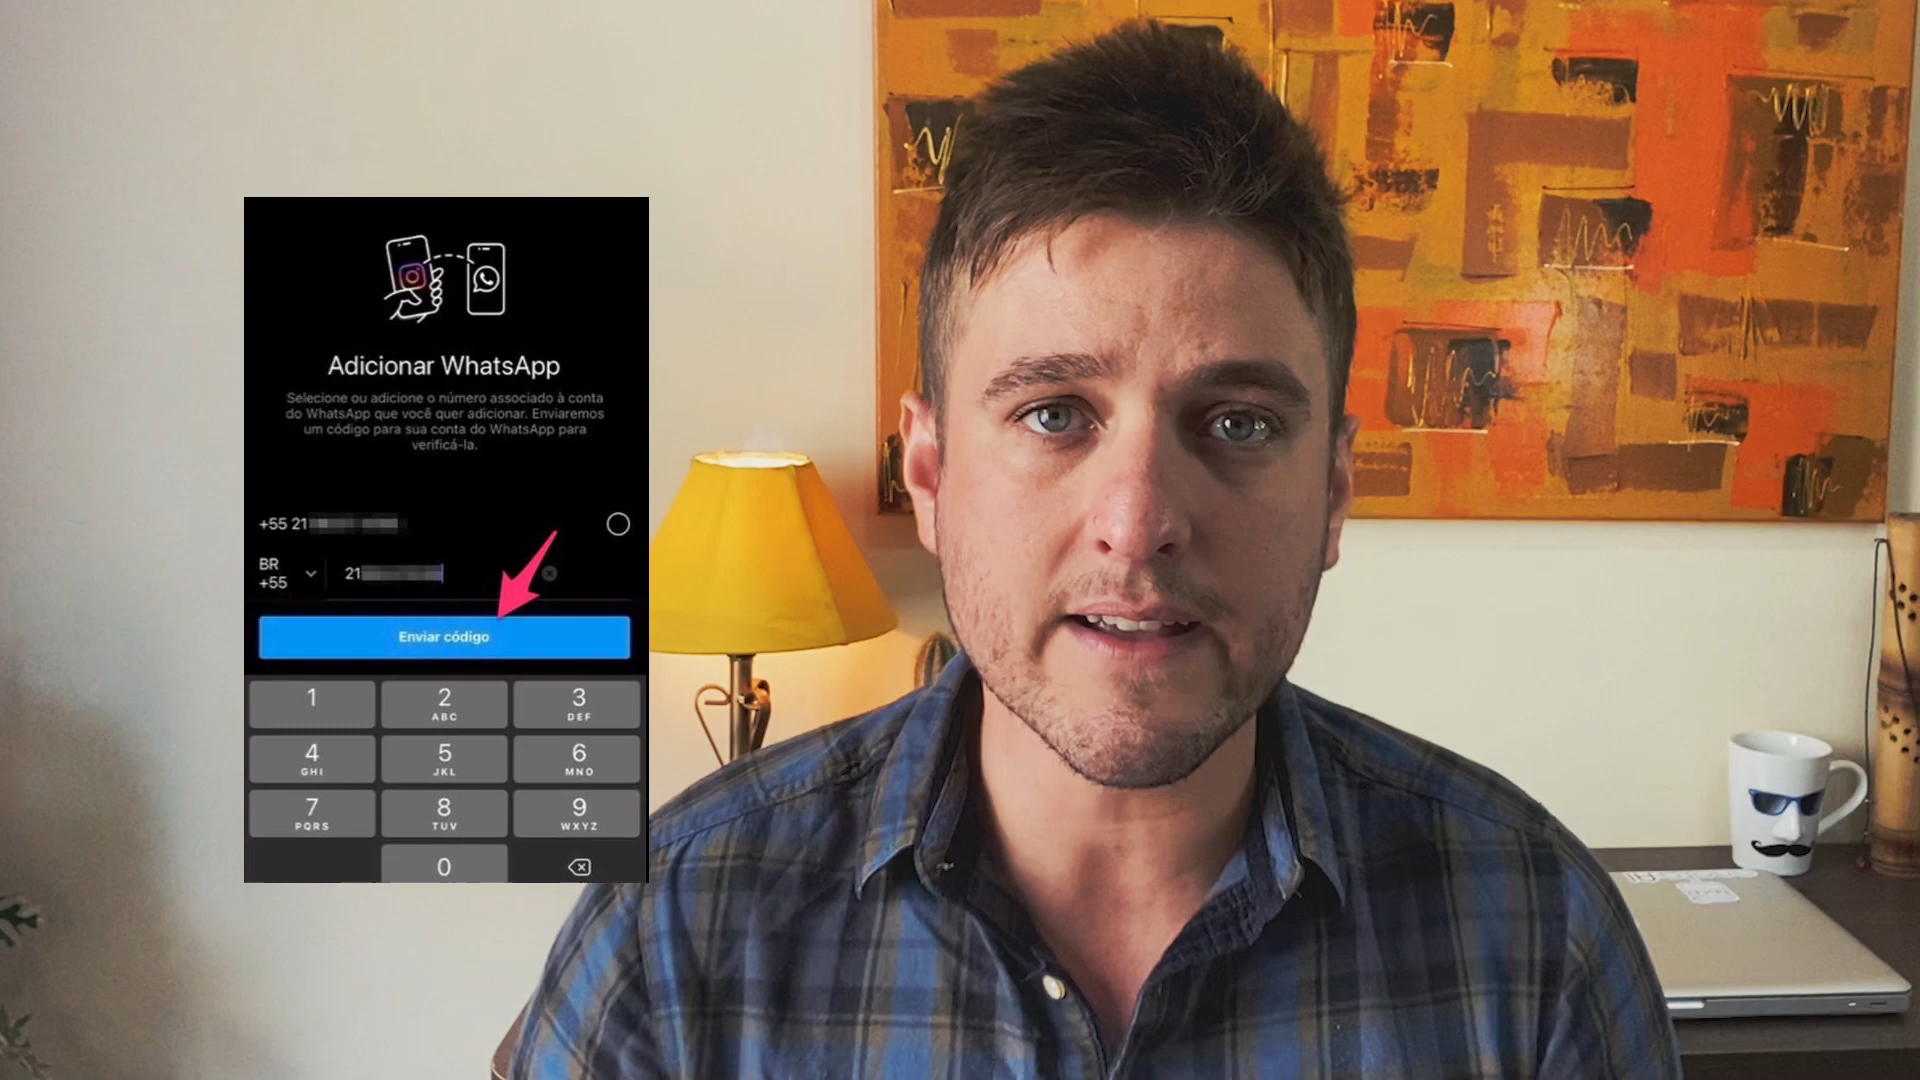 Adicionar WhatsApp
Selecione ou adicione o número associado à conta
do WhatsApp que você quer adicionar. Enviaremos
um código para sua conta do WhatsApp para
verificá-la.
+55 21
BR
+55
21
Enviar código
1
2
ABC
3
DEF
4
GHI
5
JKL
6
MNO
7
PQRS
8
TUV
9
WXYZ
0